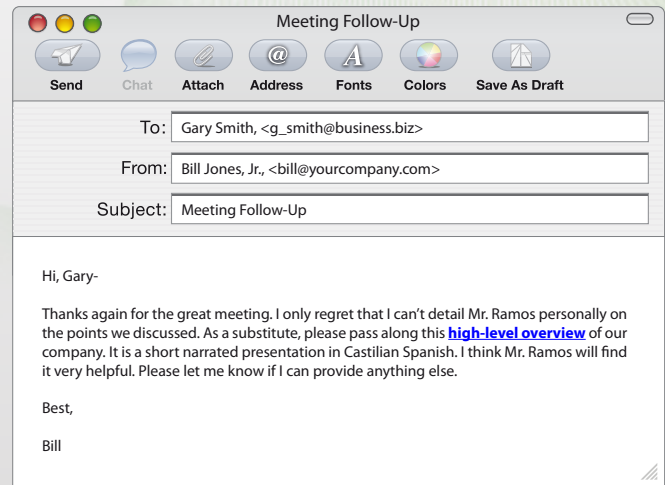 Meeting Follow-Up
Send Chat Attach Address Fonts Colors Save As Draft
To: Gary Smith, <g_smith@business.biz>
From: Bill Jones, Jr., <bill@yourcompany.com>
Subject: Meeting Follow-Up
Hi, Gary-
Thanks again for the great meeting. I only regret that I can't detail Mr. Ramos personally on
the points we discussed. As a substitute, please pass along this high-level overview of our
company. It is a short narrated presentation in Castilian Spanish. I think Mr. Ramos will find
it very helpful. Please let me know if I can provide anything else.
Best,
Bill